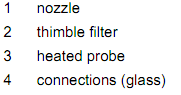 1 nozzle
2 thimble filter
3 heated probe
4 connections (glass)